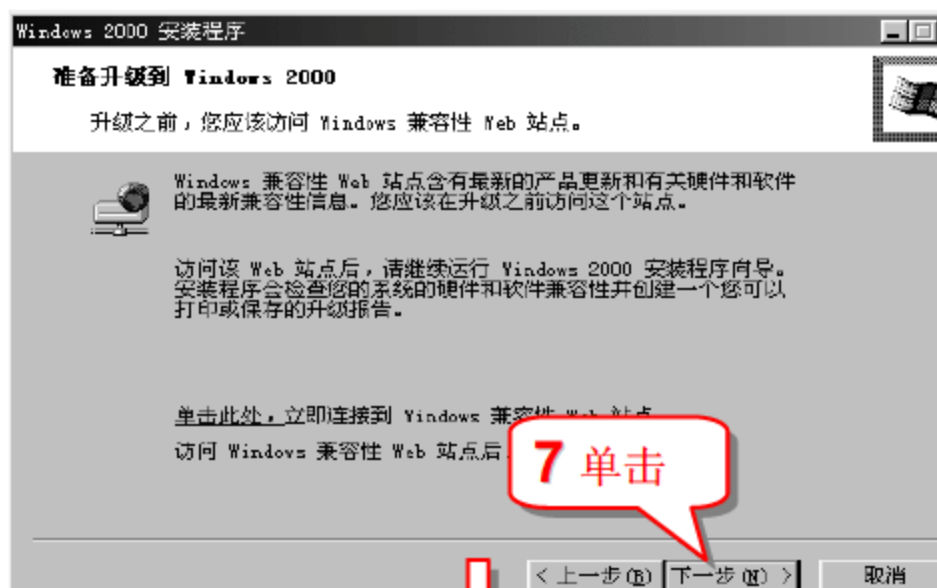 Windows 2000 安装程序
准备升级到 Windows 2000
升级之前，您应该访问 Windows 兼容性 Web 站点。
Windows 兼容性 Web 站点含有最新的产品更新和有关硬件和软件
的最新兼容性信息。您应该在升级之前访问这个站点。
访问该 Web 站点后，请继续运行 Windows 2000 安装程序向导。
安装程序会检查您的系统的硬件和软件兼容性并创建一个您可以
打印或保存的升级报告。
单击此处，立即连接到 Windows 兼容性 Web 站点
访问 Windows 兼容性 Web 站点后
7 单击
< 上一步(B) 下一步(N) > 取消